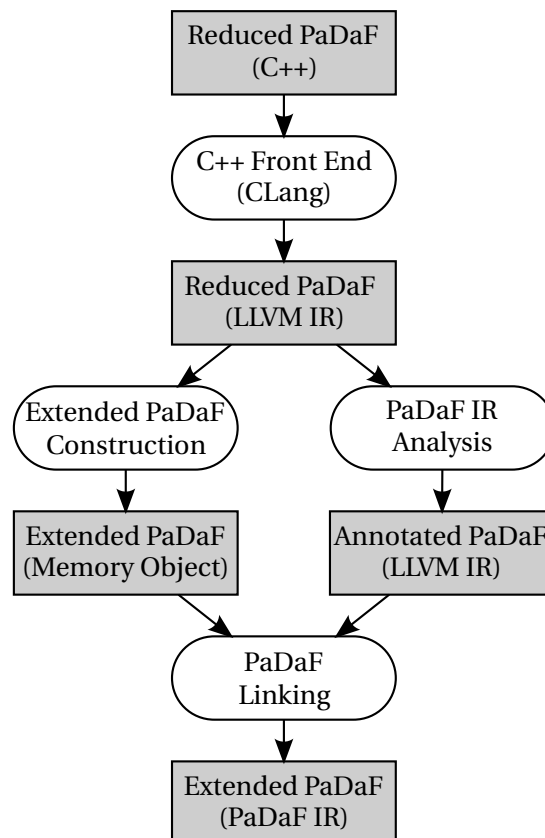 Reduced PaDaF
(C++)
C++ Front End
(CLang)
Reduced PaDaF
(LLVM IR)
Extended PaDaF
Construction
PaDaF IR
Analysis
Extended PaDaF
(Memory Object)
Annotated PaDaF
(LLVM IR)
PaDaF
Linking
Extended PaDaF
(PaDaF IR)